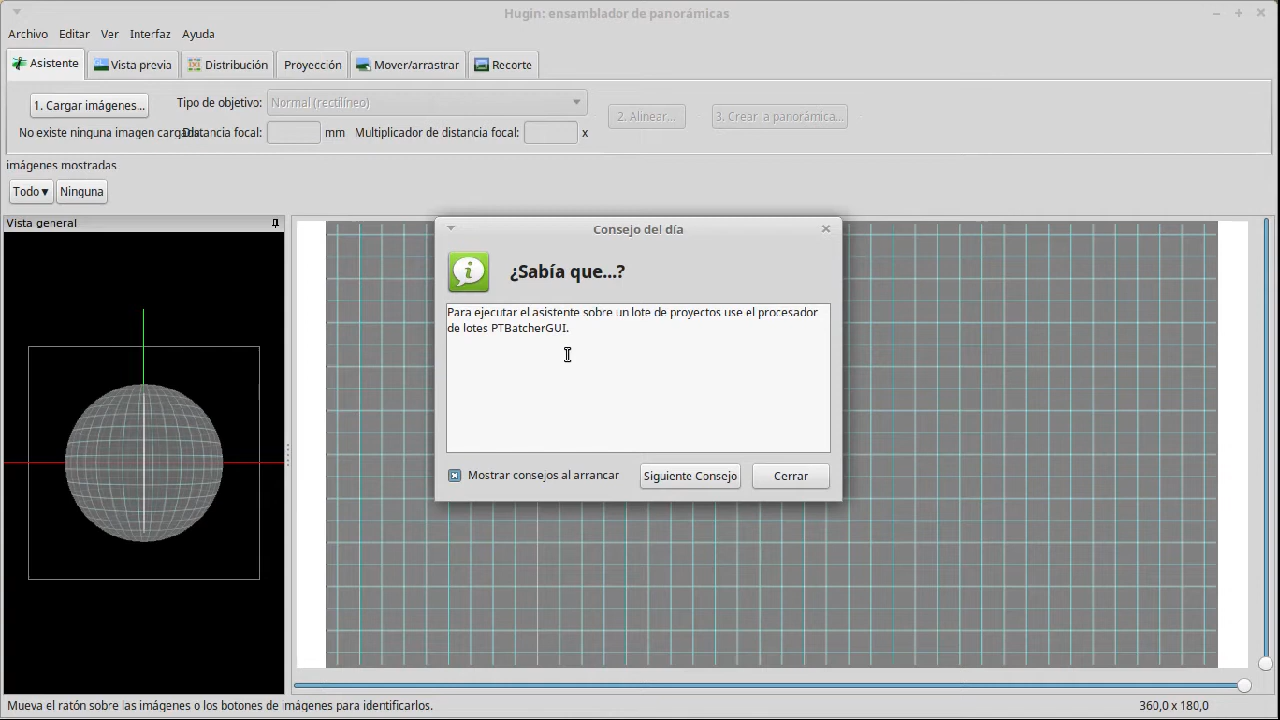 Hugin: ensamblador de panorámicas
Archivo Editar Ver Interfaz Ayuda
Asistente Vista previa Distribución Proyección Mover/arrastrar Recorte
1. Cargar imágenes... Tipo de objetivo: Normal (rectilíneo) 2. Alinear... 3. Crear la panorámica...
No existe ninguna imagen cargada. Distancia focal: mm Multiplicador de distancia focal: x
imágenes mostradas
Todo▾ Ninguna
Vista general
Consejo del día
¿Sabía que...?
Para ejecutar el asistente sobre un lote de proyectos use el procesador
de lotes PTBatcherGUI.
Mostrar consejos al arrancar Siguiente Consejo Cerrar
Mueva el ratón sobre las imágenes o los botones de imágenes para identificarlos. 360,0 x 180,0